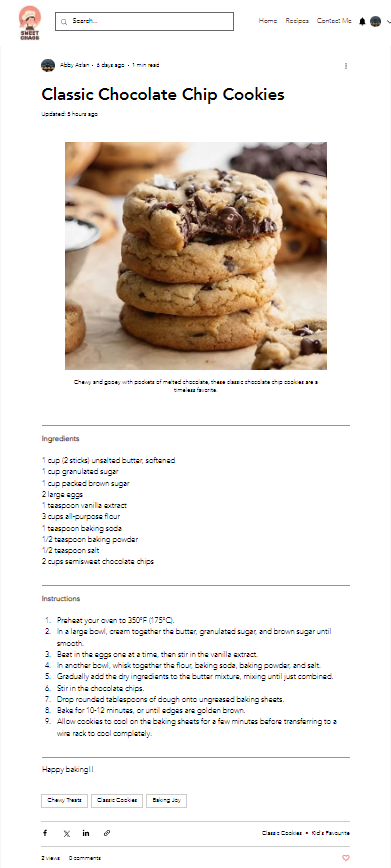 SWEET
CHAOS
Search...
Home Recipes Contact Me
Abby Aslan • 6 days ago • 1 min read
Classic Chocolate Chip Cookies
Updated: 5 hours ago
Chewy and gooey with pockets of melted chocolate, these classic chocolate chip cookies are a
timeless favorite.
Ingredients
1 cup (2 sticks) unsalted butter, softened
1 cup granulated sugar
1 cup packed brown sugar
2 large eggs
1 teaspoon vanilla extract
3 cups all-purpose flour
1 teaspoon baking soda
1/2 teaspoon baking powder
1/2 teaspoon salt
2 cups semisweet chocolate chips
Instructions
1. Preheat your oven to 350°F (175°C).
2. In a large bowl, cream together the butter, granulated sugar, and brown sugar until
smooth.
3. Beat in the eggs one at a time, then stir in the vanilla extract.
4. In another bowl, whisk together the flour, baking soda, baking powder, and salt.
5. Gradually add the dry ingredients to the butter mixture, mixing until just combined.
6. Stir in the chocolate chips.
7. Drop rounded tablespoons of dough onto ungreased baking sheets.
8. Bake for 10-12 minutes, or until edges are golden brown.
9. Allow cookies to cool on the baking sheets for a few minutes before transferring to a
wire rack to cool completely.
Happy baking!!
Chewy Treats Classic Cookies Baking Joy
Classic Cookies • Kid's Favourite
2 views 0 comments